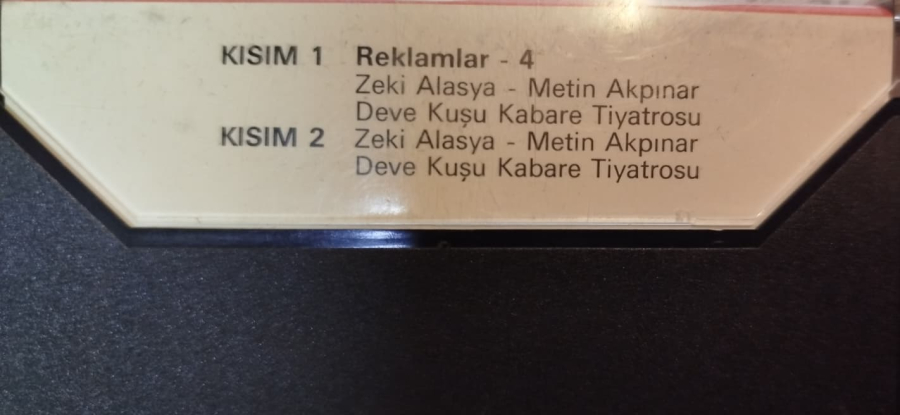 KISIM 1 Reklamlar - 4
Zeki Alasya - Metin Akpınar
Deve Kuşu Kabare Tiyatrosu
KISIM 2 Zeki Alasya - Metin Akpınar
Deve Kuşu Kabare Tiyatrosu